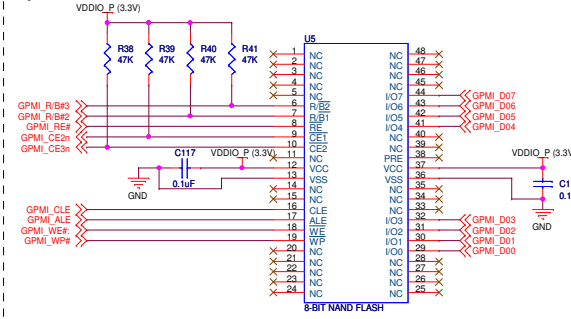 VDDIO_P (3.3V)
U5
R38
47K
R39
47K
R40
47K
R41
47K
1 NC NC 48
2 NC NC 47
3 NC NC 46
4 NC NC 45
5 NC I/O7 44 GPMI_D07
GPMI_R/B#3 6 R/B2 I/O6 43 GPMI_D06
GPMI_R/B#2 7 R/B1 I/O5 42 GPMI_D05
GPMI_RE# 8 RE I/O4 41 GPMI_D04
GPMI_CE2n 9 CE1 NC 40
GPMI_CE3n 10 CE2 NC 39
C117 VDDIO_P (3.3V) 11 NC PRE 38 VDDIO_P (3.3V)
12 VCC VCC 37
0.1uF 13 VSS VSS 36 C1
GND 14 NC NC 35 0.1
15 NC NC 34
GPMI_CLE 16 CLE NC 33
GPMI_ALE 17 ALE I/O3 32 GPMI_D03 GND
GPMI_WE#: 18 WE I/O2 31 GPMI_D02
GPMI_WP# 19 WP I/O1 30 GPMI_D01
20 NC I/O0 29 GPMI_D00
21 NC NC 28
22 NC NC 27
23 NC NC 26
24 NC NC 25
8-BIT NAND FLASH